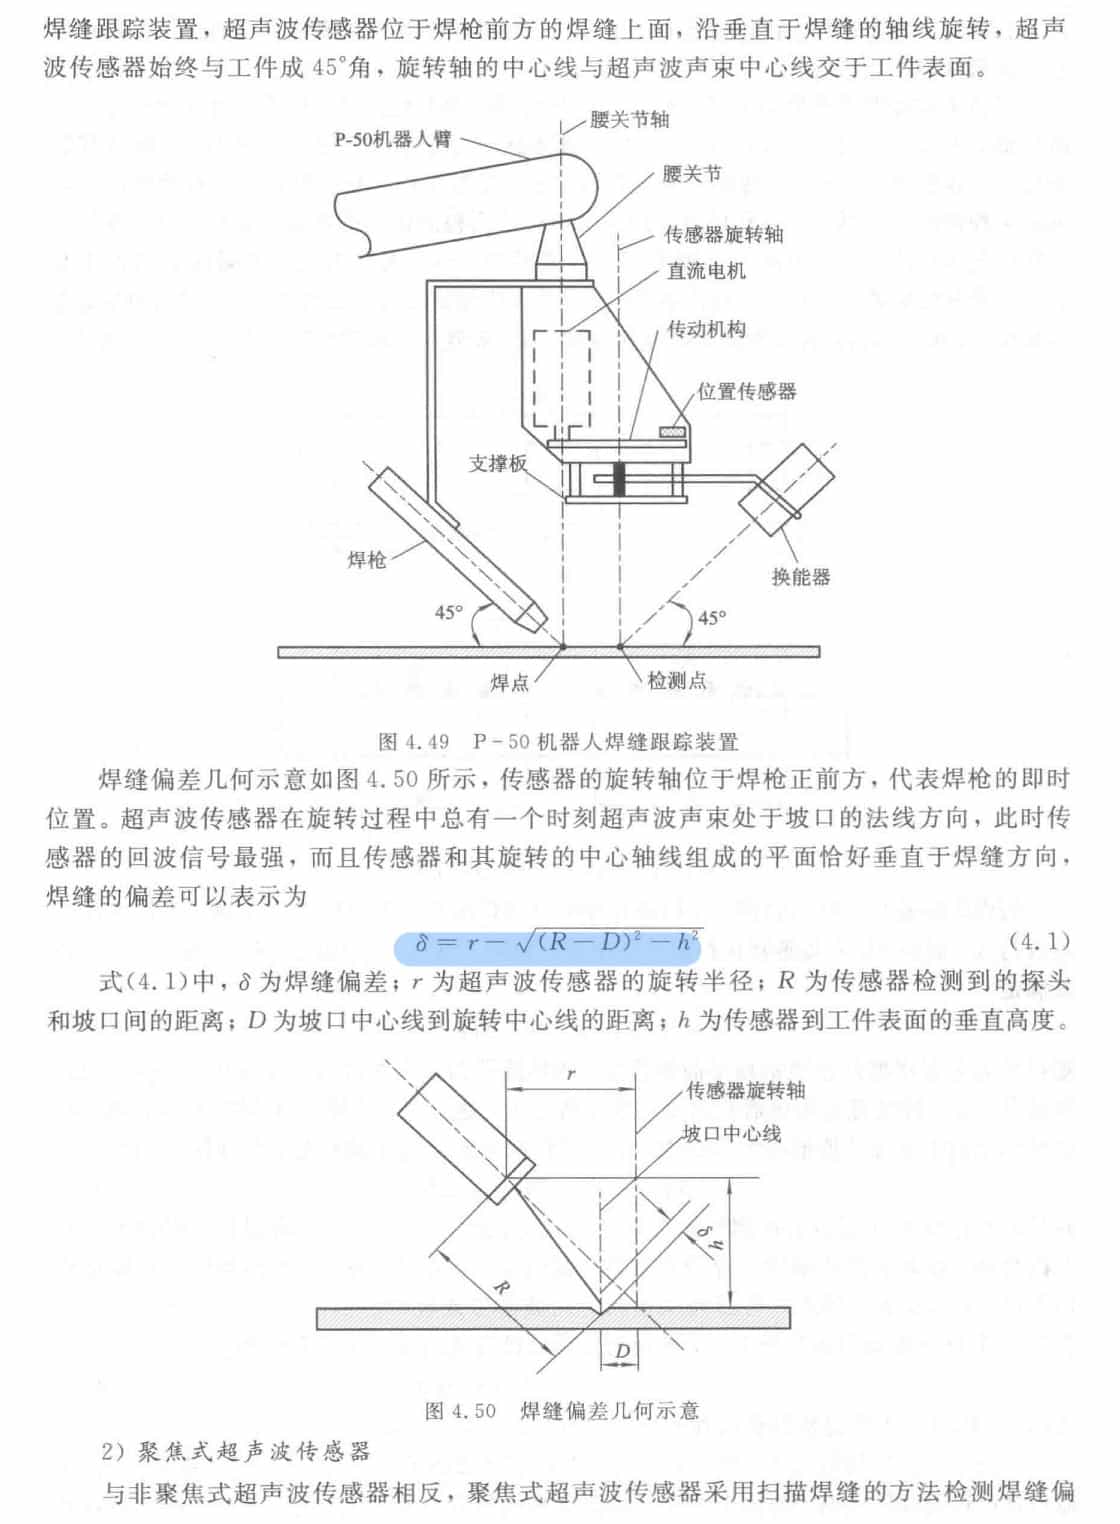 焊缝跟踪装置，超声波传感器位于焊枪前方的焊缝上面，沿垂直于焊缝的轴线旋转，超声
波传感器始终与工件成 45°角，旋转轴的中心线与超声波声束中心线交于工件表面。
腰关节轴
P-50机器人臂
腰关节
传感器旋转轴
直流电机
传动机构
位置传感器
支撑板
焊枪
换能器
45°
45°
焊点
检测点
图 4.49 P-50 机器人焊缝跟踪装置
焊缝偏差几何示意如图 4.50 所示，传感器的旋转轴位于焊枪正前方，代表焊枪的即时
位置。超声波传感器在旋转过程中总有一个时刻超声波声束处于坡口的法线方向，此时传
感器的回波信号最强，而且传感器和其旋转的中心轴线组成的平面恰好垂直于焊缝方向，
焊缝的偏差可以表示为
δ = r − √(R − D)² − h² (4.1)
式(4.1)中，δ 为焊缝偏差；r 为超声波传感器的旋转半径；R 为传感器检测到的探头
和坡口间的距离；D 为坡口中心线到旋转中心线的距离；h 为传感器到工件表面的垂直高度。
r
传感器旋转轴
坡口中心线
δ
h
R
D
图 4.50 焊缝偏差几何示意
2) 聚焦式超声波传感器
与非聚焦式超声波传感器相反，聚焦式超声波传感器采用扫描焊缝的方法检测焊缝偏